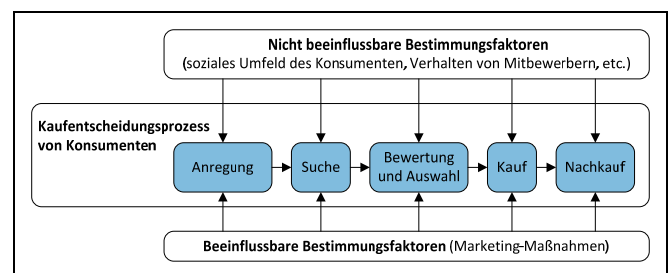 Nicht beeinflussbare Bestimmungsfaktoren
(soziales Umfeld des Konsumenten, Verhalten von Mitbewerbern, etc.)
Kaufentscheidungsprozess
von Konsumenten
Anregung
Suche
Bewertung
und Auswahl
Kauf
Nachkauf
Beeinflussbare Bestimmungsfaktoren (Marketing-Maßnahmen)